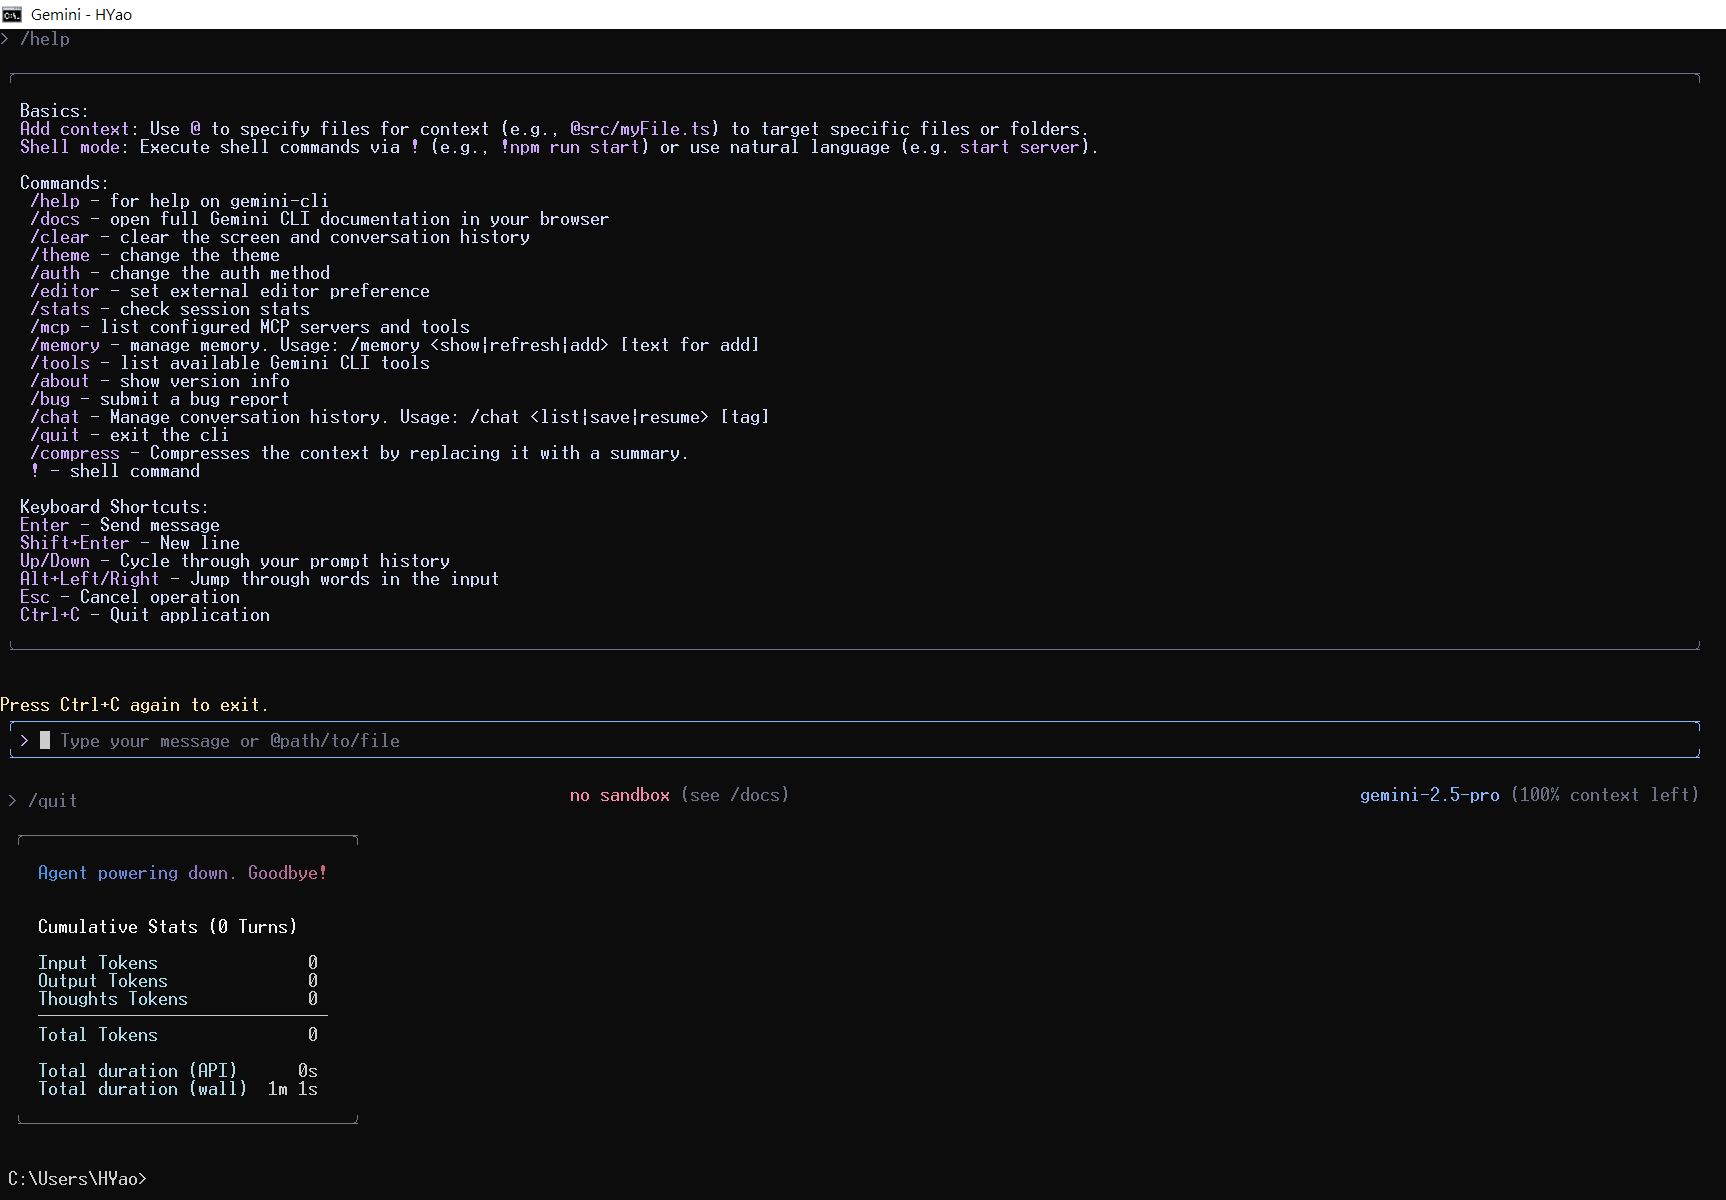 Gemini - HYao
> /help
Basics:
Add context: Use @ to specify files for context (e.g., @src/myFile.ts) to target specific files or folders.
Shell mode: Execute shell commands via ! (e.g., !npm run start) or use natural language (e.g. start server).
Commands:
/help - for help on gemini-cli
/docs - open full Gemini CLI documentation in your browser
/clear - clear the screen and conversation history
/theme - change the theme
/auth - change the auth method
/editor - set external editor preference
/stats - check session stats
/mcp - list configured MCP servers and tools
/memory - manage memory. Usage: /memory <show|refresh|add> [text for add]
/tools - list available Gemini CLI tools
/about - show version info
/bug - submit a bug report
/chat - Manage conversation history. Usage: /chat <list|save|resume> [tag]
/quit - exit the cli
/compress - Compresses the context by replacing it with a summary.
! - shell command
Keyboard Shortcuts:
Enter - Send message
Shift+Enter - New line
Up/Down - Cycle through your prompt history
Alt+Left/Right - Jump through words in the input
Esc - Cancel operation
Ctrl+C - Quit application
Press Ctrl+C again to exit.
> Type your message or @path/to/file
no sandbox (see /docs) gemini-2.5-pro (100% context left)
> /quit
Agent powering down. Goodbye!
Cumulative Stats (0 Turns)
Input Tokens 0
Output Tokens 0
Thoughts Tokens 0
Total Tokens 0
Total duration (API) 0s
Total duration (wall) 1m 1s
C:\Users\HYao>